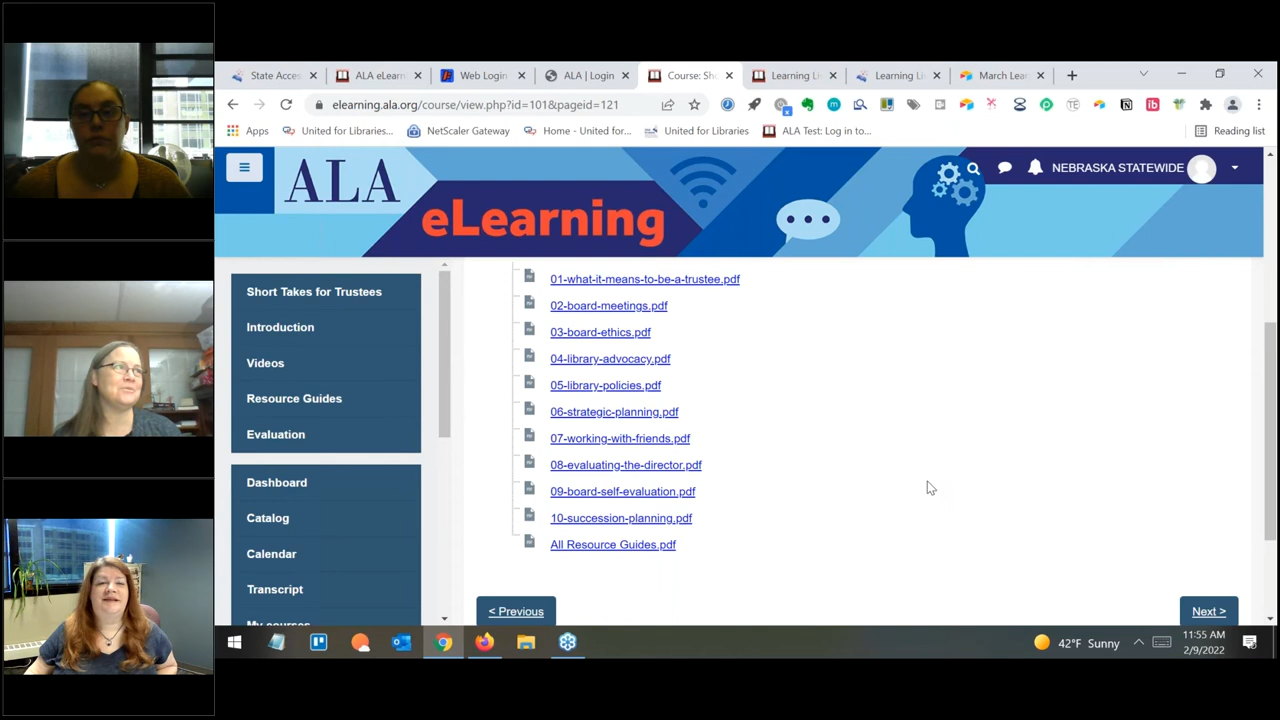 State Acces
ALA eLearn
Web Login
ALA | Login
Course: Sh
Learning Li
Learning Liv
March Lear
elearning.ala.org/course/view.php?id=101&pageid=121
Apps
United for Libraries...
NetScaler Gateway
Home - United for...
United for Libraries
ALA Test: Log in to...
Reading list
ALA
eLearning
NEBRASKA STATEWIDE
Short Takes for Trustees
Introduction
Videos
Resource Guides
Evaluation
Dashboard
Catalog
Calendar
Transcript
My courses
01-what-it-means-to-be-a-trustee.pdf
02-board-meetings.pdf
03-board-ethics.pdf
04-library-advocacy.pdf
05-library-policies.pdf
06-strategic-planning.pdf
07-working-with-friends.pdf
08-evaluating-the-director.pdf
09-board-self-evaluation.pdf
10-succession-planning.pdf
All Resource Guides.pdf
< Previous
Next >
42°F Sunny
11:55 AM
2/9/2022